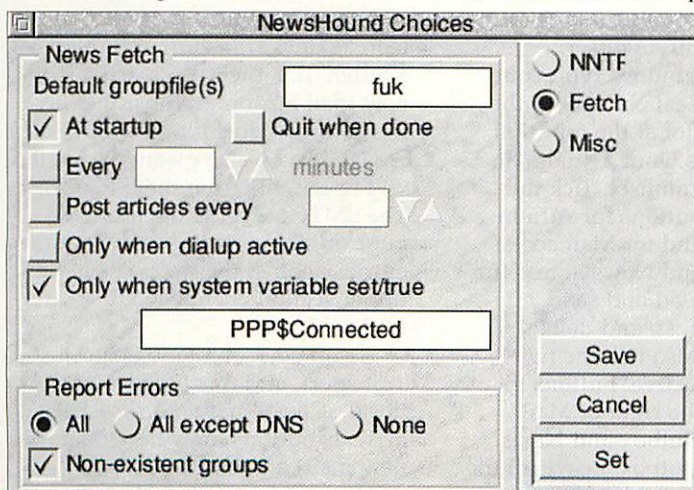 NewsHound Choices
News Fetch
Default groupfile(s) fuk
At startup Quit when done
Every minutes
Post articles every
Only when dialup active
Only when system variable set/true
PPP$Connected
Report Errors
All All except DNS None
Non-existent groups
NNTP
Fetch
Misc
Save
Cancel
Set